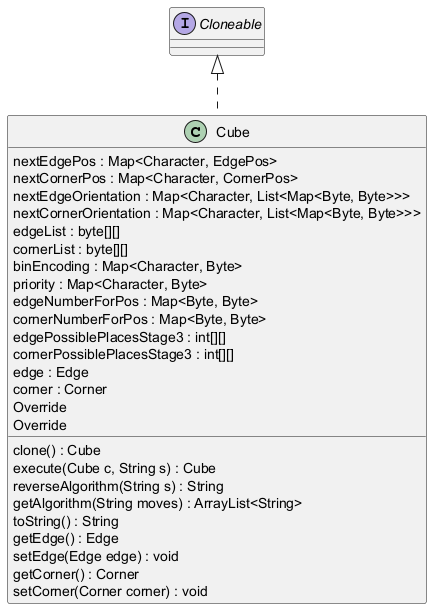 I Cloneable
C Cube
nextEdgePos : Map<Character, EdgePos>
nextCornerPos : Map<Character, CornerPos>
nextEdgeOrientation : Map<Character, List<Map<Byte, Byte>>>
nextCornerOrientation : Map<Character, List<Map<Byte, Byte>>>
edgeList : byte[][]
cornerList : byte[][]
binEncoding : Map<Character, Byte>
priority : Map<Character, Byte>
edgeNumberForPos : Map<Byte, Byte>
cornerNumberForPos : Map<Byte, Byte>
edgePossiblePlacesStage3 : int[][]
cornerPossiblePlacesStage3 : int[][]
edge : Edge
corner : Corner
Override
Override
clone() : Cube
execute(Cube c, String s) : Cube
reverseAlgorithm(String s) : String
getAlgorithm(String moves) : ArrayList<String>
toString() : String
getEdge() : Edge
setEdge(Edge edge) : void
getCorner() : Corner
setCorner(Corner corner) : void